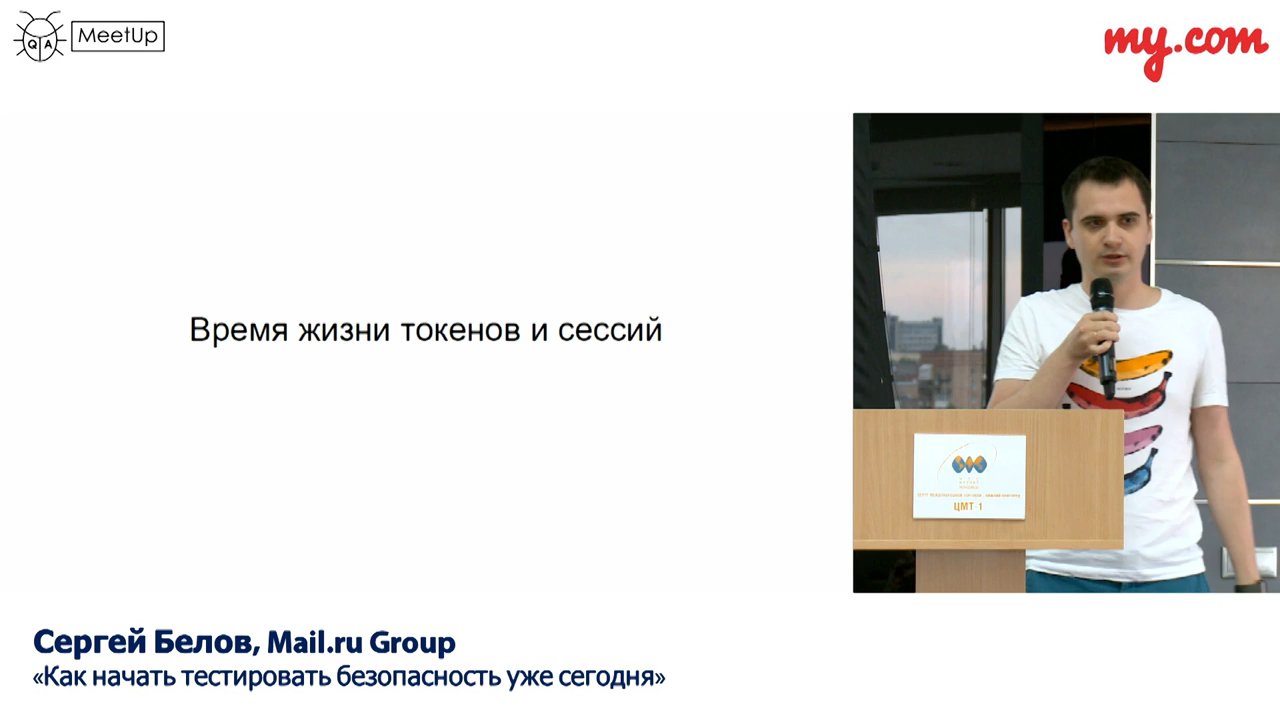 QA MeetUp
my.com
Время жизни токенов и сессий
ЦМТ-1
Сергей Белов, Mail.ru Group
«Как начать тестировать безопасность уже сегодня»